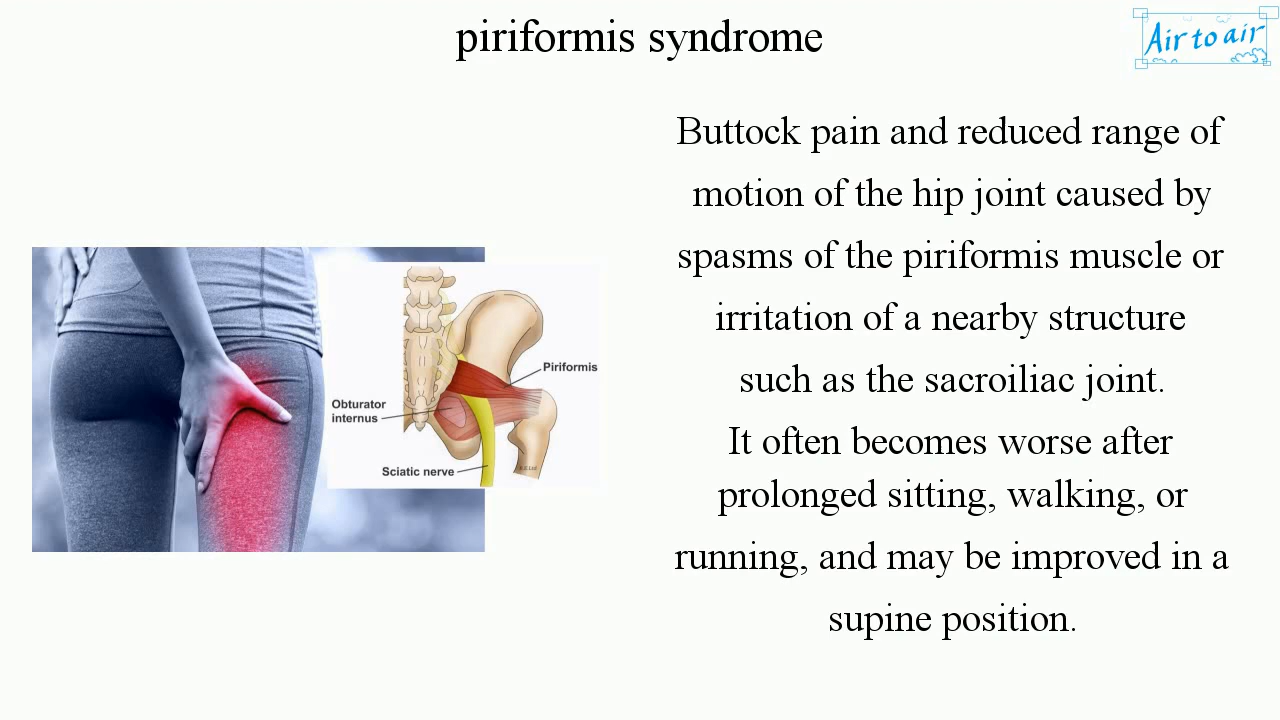 piriformis syndrome
Air to air
Buttock pain and reduced range of
motion of the hip joint caused by
spasms of the piriformis muscle or
irritation of a nearby structure
such as the sacroiliac joint.
It often becomes worse after
prolonged sitting, walking, or
running, and may be improved in a
supine position.
Piriformis
Obturator
internus
Sciatic nerve